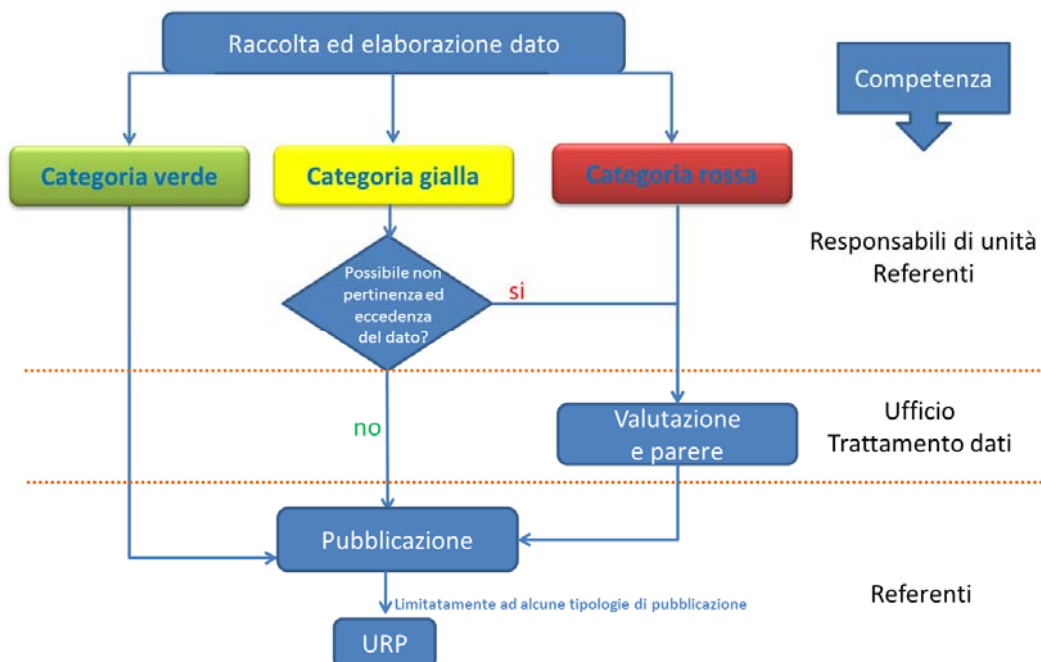 Raccolta ed elaborazione dato
Competenza
Categoria verde
Categoria gialla
Categoria rossa
Responsabili di unità
Referenti
Possibile non
pertinenza ed
eccedenza
del dato?
si
no
Valutazione
e parere
Ufficio
Trattamento dati
Pubblicazione
Limitatamente ad alcune tipologie di pubblicazione
Referenti
URP